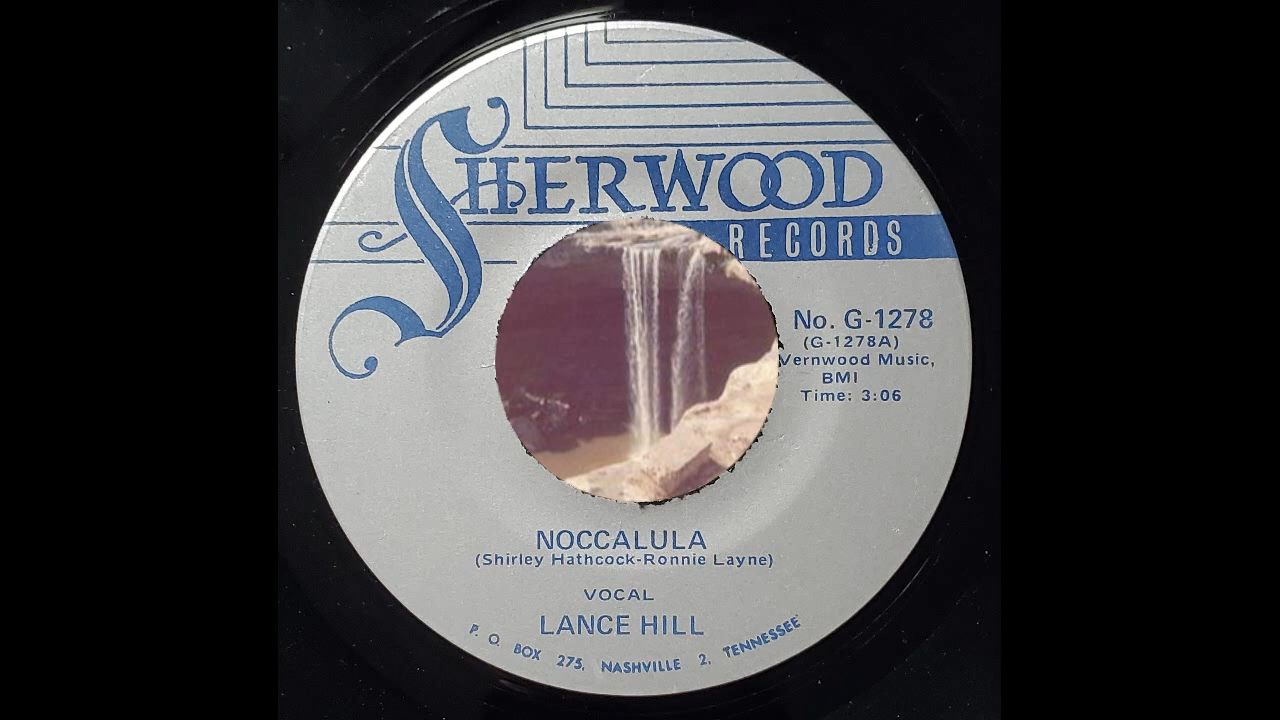 SHERWOOD
RECORDS
No. G-1278
(G-1278A)
Vernwood Music,
BMI
Time: 3:06
NOCCALULA
(Shirley Hathcock-Ronnie Layne)
VOCAL
LANCE HILL
P. O. BOX 275, NASHVILLE 2, TENNESSEE